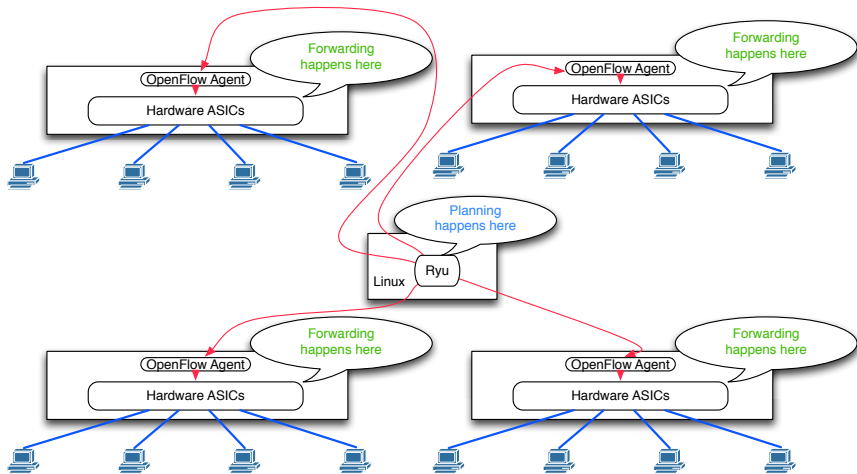 Forwarding
happens here
OpenFlow Agent
Hardware ASICs
Forwarding
happens here
OpenFlow Agent
Hardware ASICs
Planning
happens here
Ryu
Linux
Forwarding
happens here
OpenFlow Agent
Hardware ASICs
Forwarding
happens here
OpenFlow Agent
Hardware ASICs